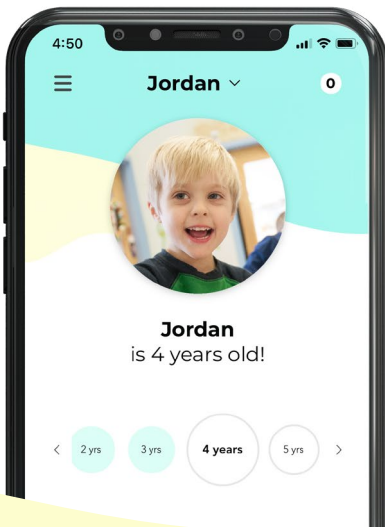 4:50
Jordan
0
Jordan
is 4 years old!
2 yrs 3 yrs 4 years 5 yrs